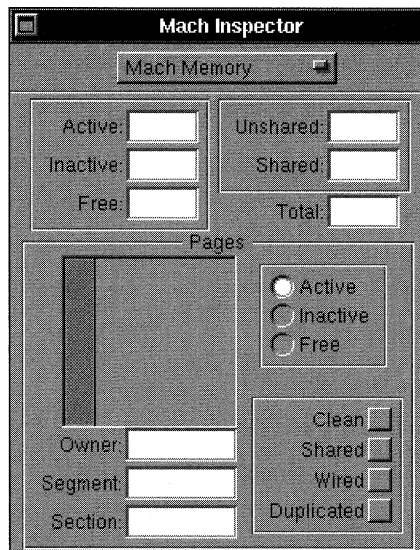 Mach Inspector
Mach Memory
Active:
Inactive:
Free:
Unshared:
Shared:
Total:
Pages
Active
Inactive
Free
Owner:
Segment:
Section:
Clean
Shared
Wired
Duplicated